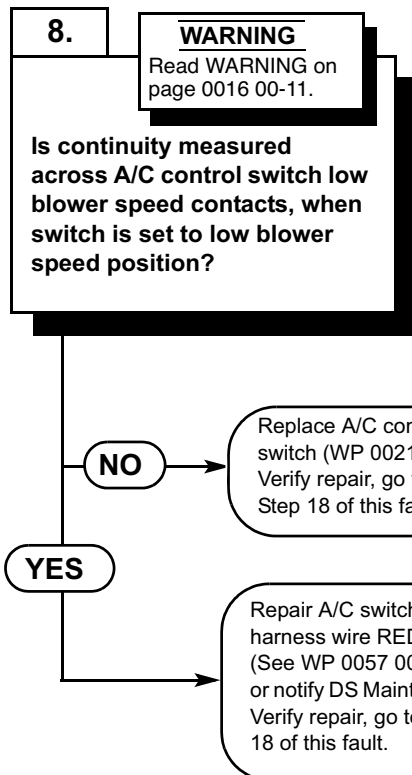 8.
WARNING
Read WARNING on
page 0016 00-11.
Is continuity measured
across A/C control switch low
blower speed contacts, when
switch is set to low blower
speed position?
NO
Replace A/C con
switch (WP 0021
Verify repair, go
Step 18 of this fa
YES
Repair A/C switch
harness wire RED
(See WP 0057 00
or notify DS Maint
Verify repair, go to
18 of this fault.